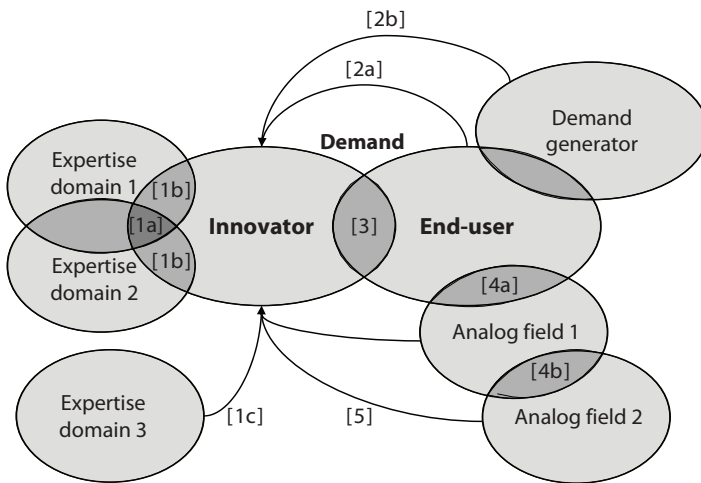 [2b]
[2a]
Demand
generator
Demand
Expertise
domain 1
[1b]
[1a]
Innovator
[3]
End-user
[1b]
Expertise
domain 2
[4a]
Analog field 1
[4b]
Expertise
domain 3
[1c]
[5]
Analog field 2